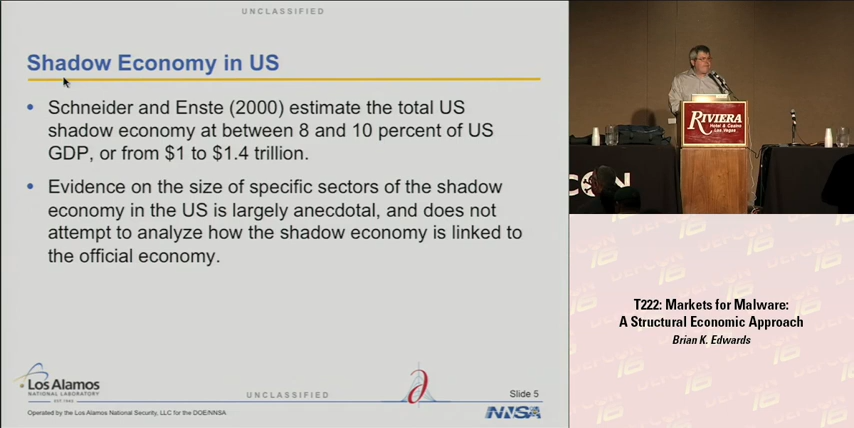 UNCLASSIFIED
Shadow Economy in US
• Schneider and Enste (2000) estimate the total US
shadow economy at between 8 and 10 percent of US
GDP, or from $1 to $1.4 trillion.
• Evidence on the size of specific sectors of the shadow
economy in the US is largely anecdotal, and does not
attempt to analyze how the shadow economy is linked to
the official economy.
Los Alamos
NATIONAL LABORATORY
EST. 1943
Operated by the Los Alamos National Security, LLC for the DOE/NNSA
UNCLASSIFIED
Slide 5
NNSA
RIVIERA
Hotel & Casino
Las Vegas
CON
DEFCON 16
T222: Markets for Malware:
A Structural Economic Approach
Brian K. Edwards